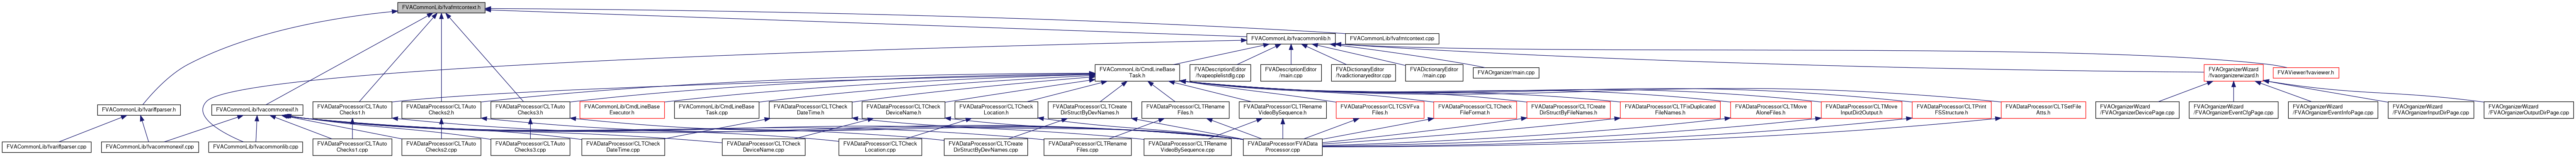 FVACommonLib/fvafmtcontext.h
FVACommonLib/fvacommonlib.h
FVACommonLib/fvafmtcontext.cpp
FVACommonLib/CmdLineBase
Task.h
FVADescriptionEditor
/fvapeoplelistdlg.cpp
FVADescriptionEditor
/main.cpp
FVADictionaryEditor
/fvadictionaryeditor.cpp
FVADictionaryEditor
/main.cpp
FVAOrganizer/main.cpp
FVAOrganizerWizard
/fvaorganizerwizard.h
FVAViewer/fvaviewer.h
FVACommonLib/fvariffparser.h
FVACommonLib/fvacommonexif.h
FVADataProcessor/CLTAuto
Checks1.h
FVADataProcessor/CLTAuto
Checks2.h
FVADataProcessor/CLTAuto
Checks3.h
FVACommonLib/CmdLineBase
Executor.h
FVACommonLib/CmdLineBase
Task.cpp
FVADataProcessor/CLTCheck
DateTime.h
FVADataProcessor/CLTCheck
DeviceName.h
FVADataProcessor/CLTCheck
Location.h
FVADataProcessor/CLTCreate
DirStructByDevNames.h
FVADataProcessor/CLTRename
Files.h
FVADataProcessor/CLTRename
VideoBySequence.h
FVADataProcessor/CLTCSVFva
Files.h
FVADataProcessor/CLTCheck
FileFormat.h
FVADataProcessor/CLTCreate
DirStructByFileNames.h
FVADataProcessor/CLTFixDuplicated
FileNames.h
FVADataProcessor/CLTMove
AloneFiles.h
FVADataProcessor/CLTMove
InputDir2Output.h
FVADataProcessor/CLTPrint
FSStructure.h
FVADataProcessor/CLTSetFile
Atrrs.h
FVAOrganizerWizard
/FVAOrganizerDevicePage.cpp
FVAOrganizerWizard
/FVAOrganizerEventCfgPage.cpp
FVAOrganizerWizard
/FVAOrganizerEventInfoPage.cpp
FVAOrganizerWizard
/FVAOrganizerInputDirPage.cpp
FVAOrganizerWizard
/FVAOrganizerOutputDirPage.cpp
FVACommonLib/fvariffparser.cpp
FVACommonLib/fvacommonexif.cpp
FVACommonLib/fvacommonlib.cpp
FVADataProcessor/CLTAuto
Checks1.cpp
FVADataProcessor/CLTAuto
Checks2.cpp
FVADataProcessor/CLTAuto
Checks3.cpp
FVADataProcessor/CLTCheck
DateTime.cpp
FVADataProcessor/CLTCheck
DeviceName.cpp
FVADataProcessor/CLTCheck
Location.cpp
FVADataProcessor/CLTCreate
DirStructByDevNames.cpp
FVADataProcessor/CLTRename
Files.cpp
FVADataProcessor/CLTRename
VideoBySequence.cpp
FVADataProcessor/FVAData
Processor.cpp